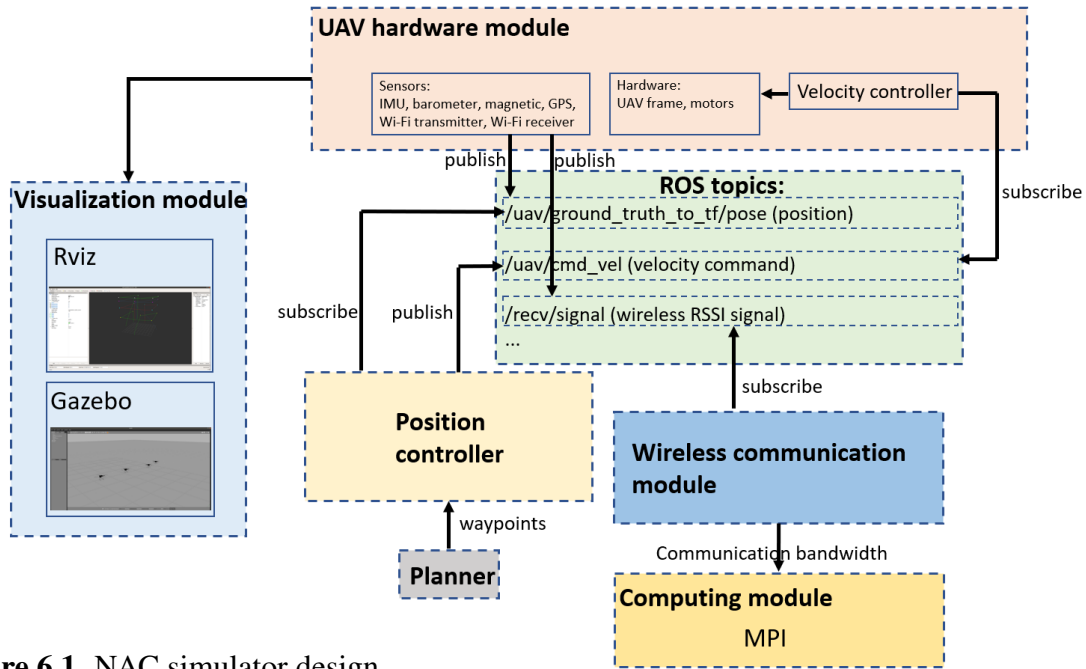 UAV hardware module
Sensors:
IMU, barometer, magnetic, GPS,
Wi-Fi transmitter, Wi-Fi receiver
Hardware:
UAV frame, motors
Velocity controller
publish
publish
subscribe
Visualization module
Rviz
Gazebo
ROS topics:
/uav/ground_truth_to_tf/pose (position)
/uav/cmd_vel (velocity command)
/recv/signal (wireless RSSI signal)
...
subscribe
publish
subscribe
Position
controller
waypoints
Planner
Wireless communication
module
Communication bandwidth
Computing module
MPI
re 6.1 NAC simulator design